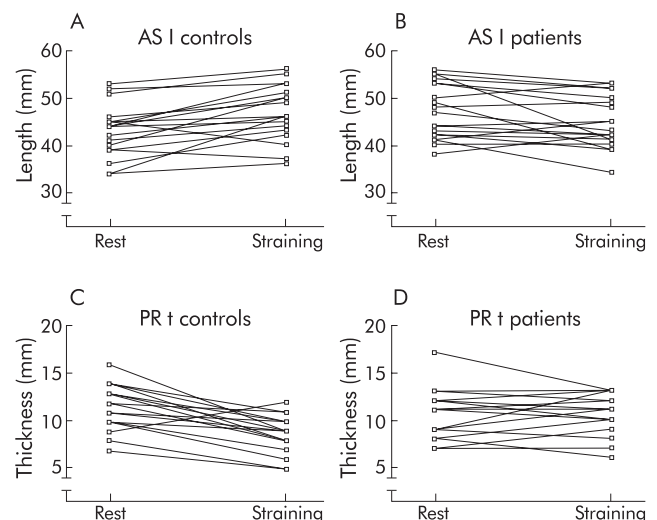 A
AS l controls
60
50
40
30
Length (mm)
Rest Straining
B
AS l patients
60
50
40
30
Length (mm)
Rest Straining
C
PR t controls
20
15
10
5
Thickness (mm)
Rest Straining
D
PR t patients
20
15
10
5
Thickness (mm)
Rest Straining